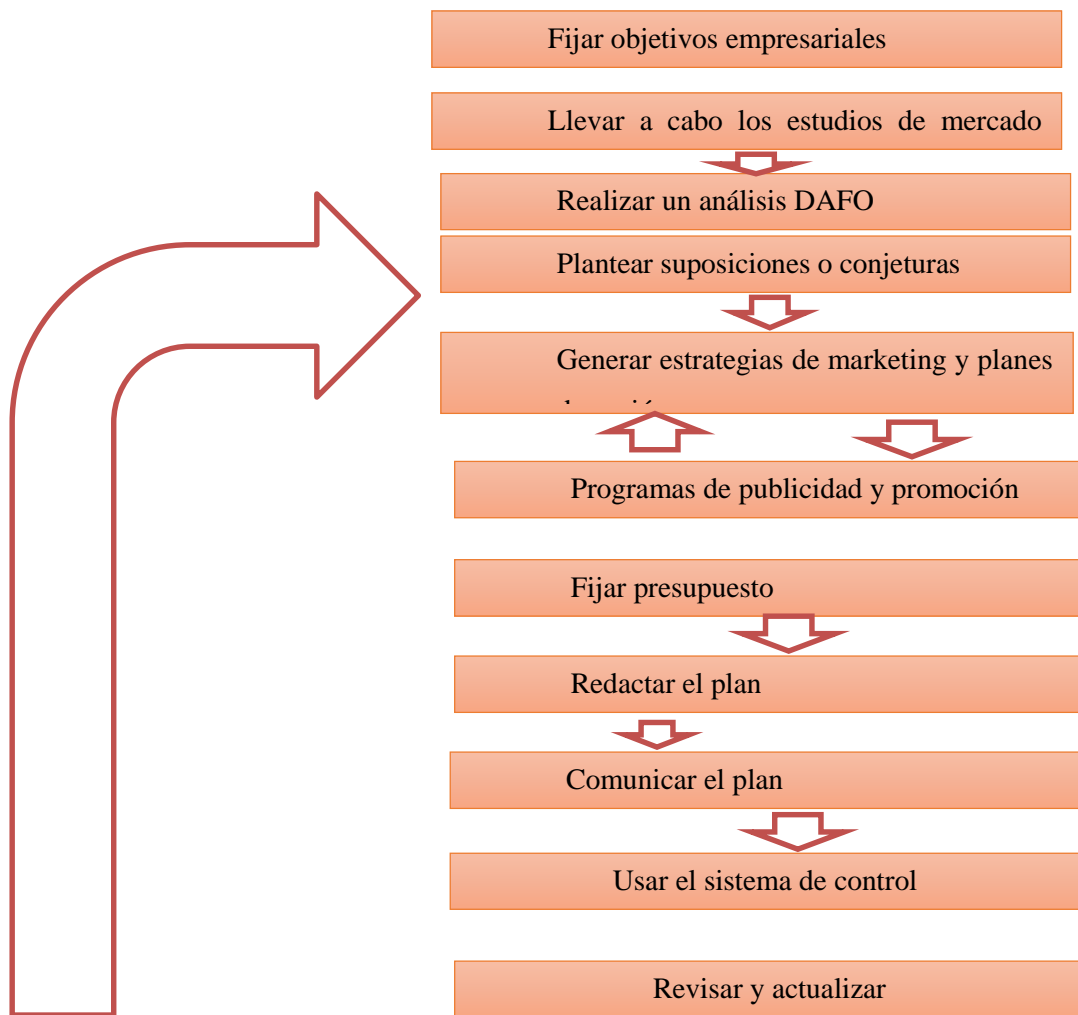 Fijar objetivos empresariales
Llevar a cabo los estudios de mercado
Realizar un análisis DAFO
Plantear suposiciones o conjeturas
Generar estrategias de marketing y planes
Programas de publicidad y promoción
Fijar presupuesto
Redactar el plan
Comunicar el plan
Usar el sistema de control
Revisar y actualizar